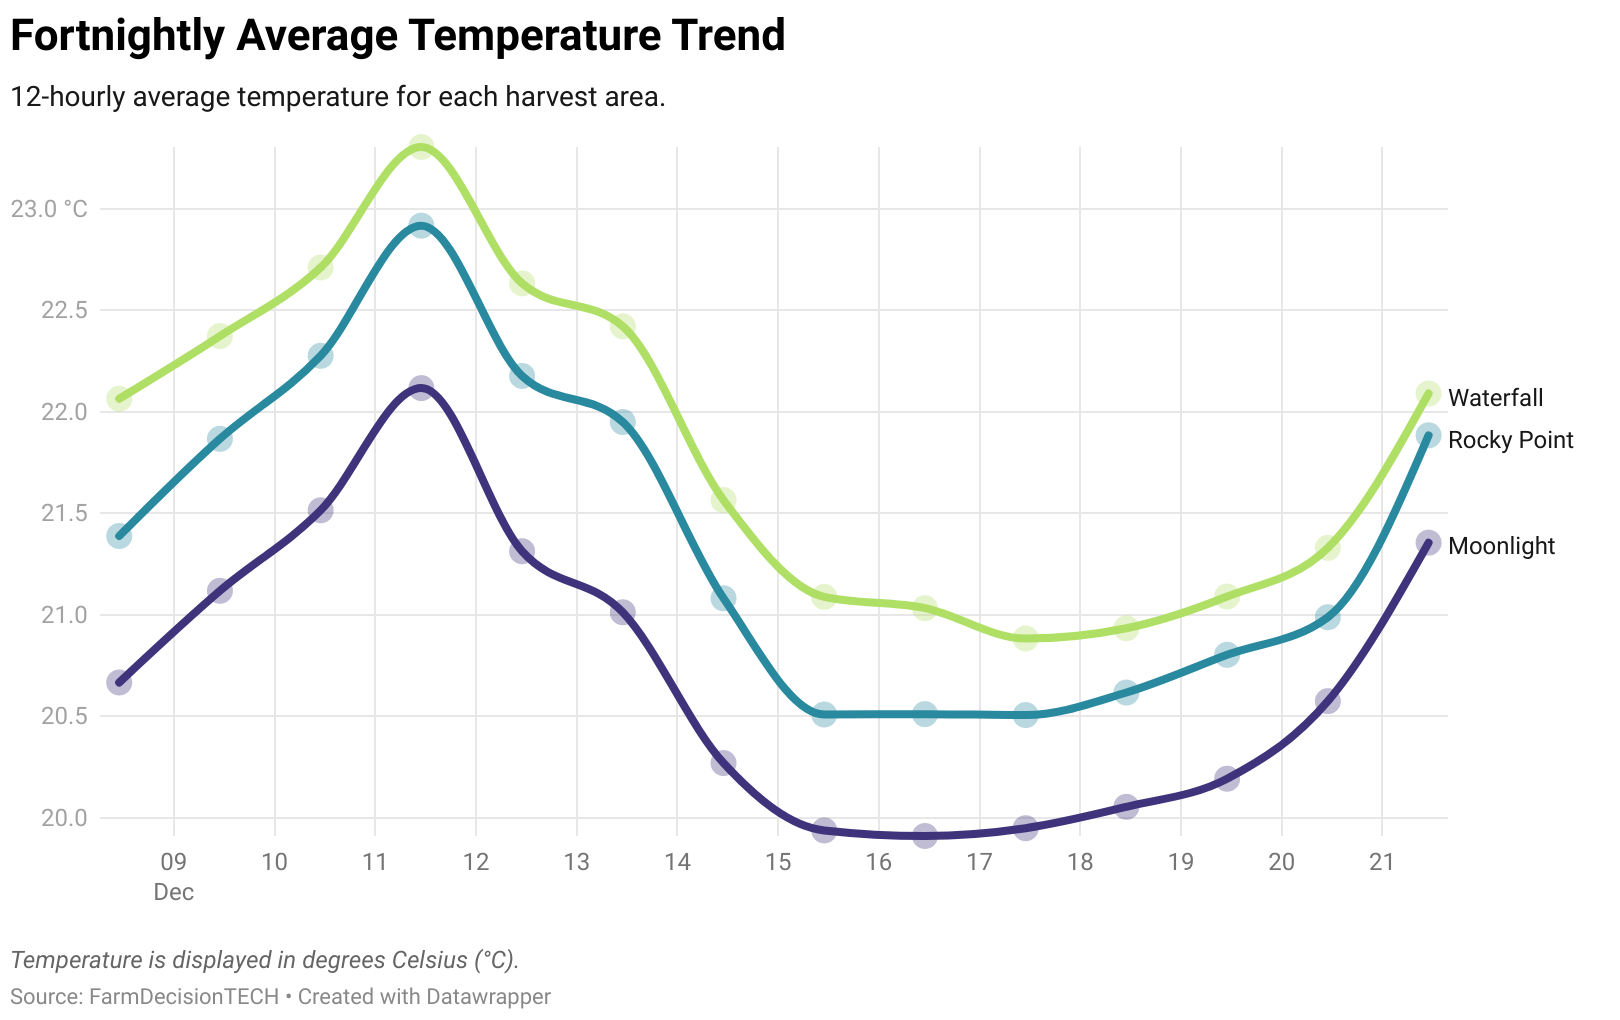 Fortnightly Average Temperature Trend
12-hourly average temperature for each harvest area.
23.0 °C
22.5
22.0
21.5
21.0
20.5
20.0
Waterfall
Rocky Point
Moonlight
09 10 11 12 13 14 15 16 17 18 19 20 21
Dec
Temperature is displayed in degrees Celsius (°C).
Source: FarmDecisionTECH • Created with Datawrapper